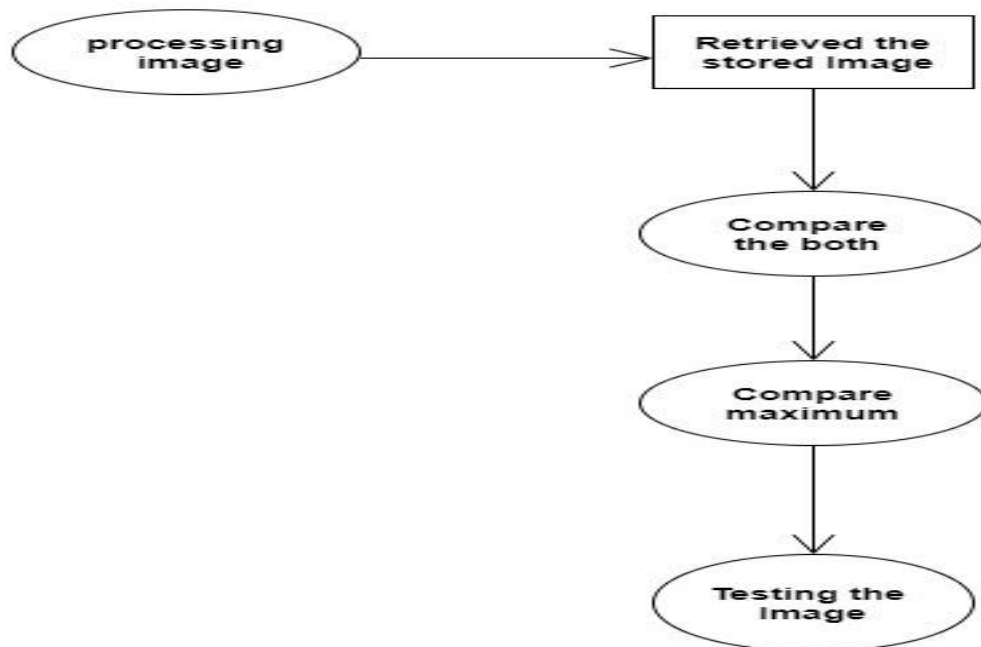 processing
image
Retrieved the
stored Image
Compare
the both
Compare
maximum
Testing the
Image